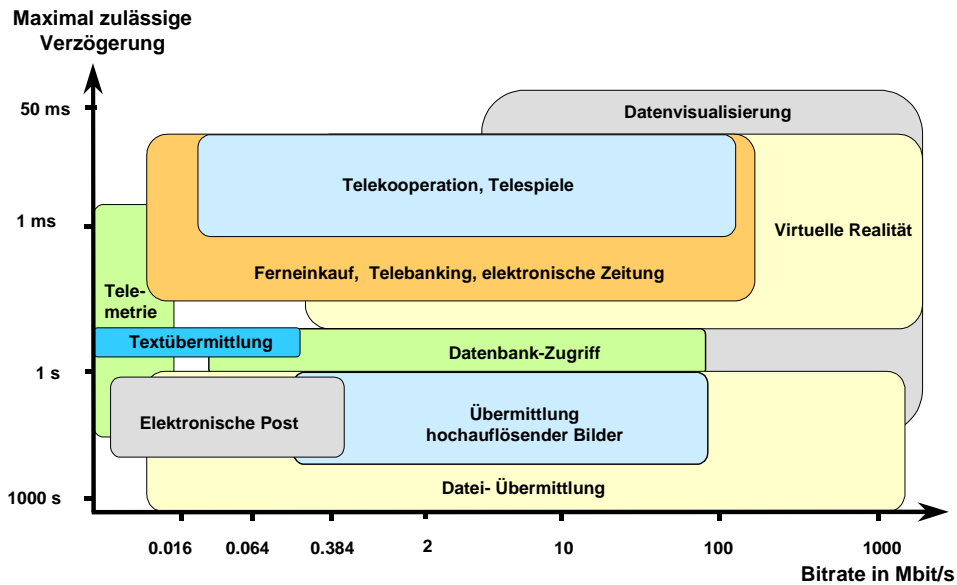 Maximal zulässige
Verzögerung
50 ms
Datenvisualisierung
Telekooperation, Telespiele
1 ms
Virtuelle Realität
Ferneinkauf, Telebanking, elektronische Zeitung
Tele-
metrie
Textübermittlung
Datenbank-Zugriff
1 s
Elektronische Post
Übermittlung
hochauflösender Bilder
Datei- Übermittlung
1000 s
0.016 0.064 0.384 2 10 100 1000
Bitrate in Mbit/s